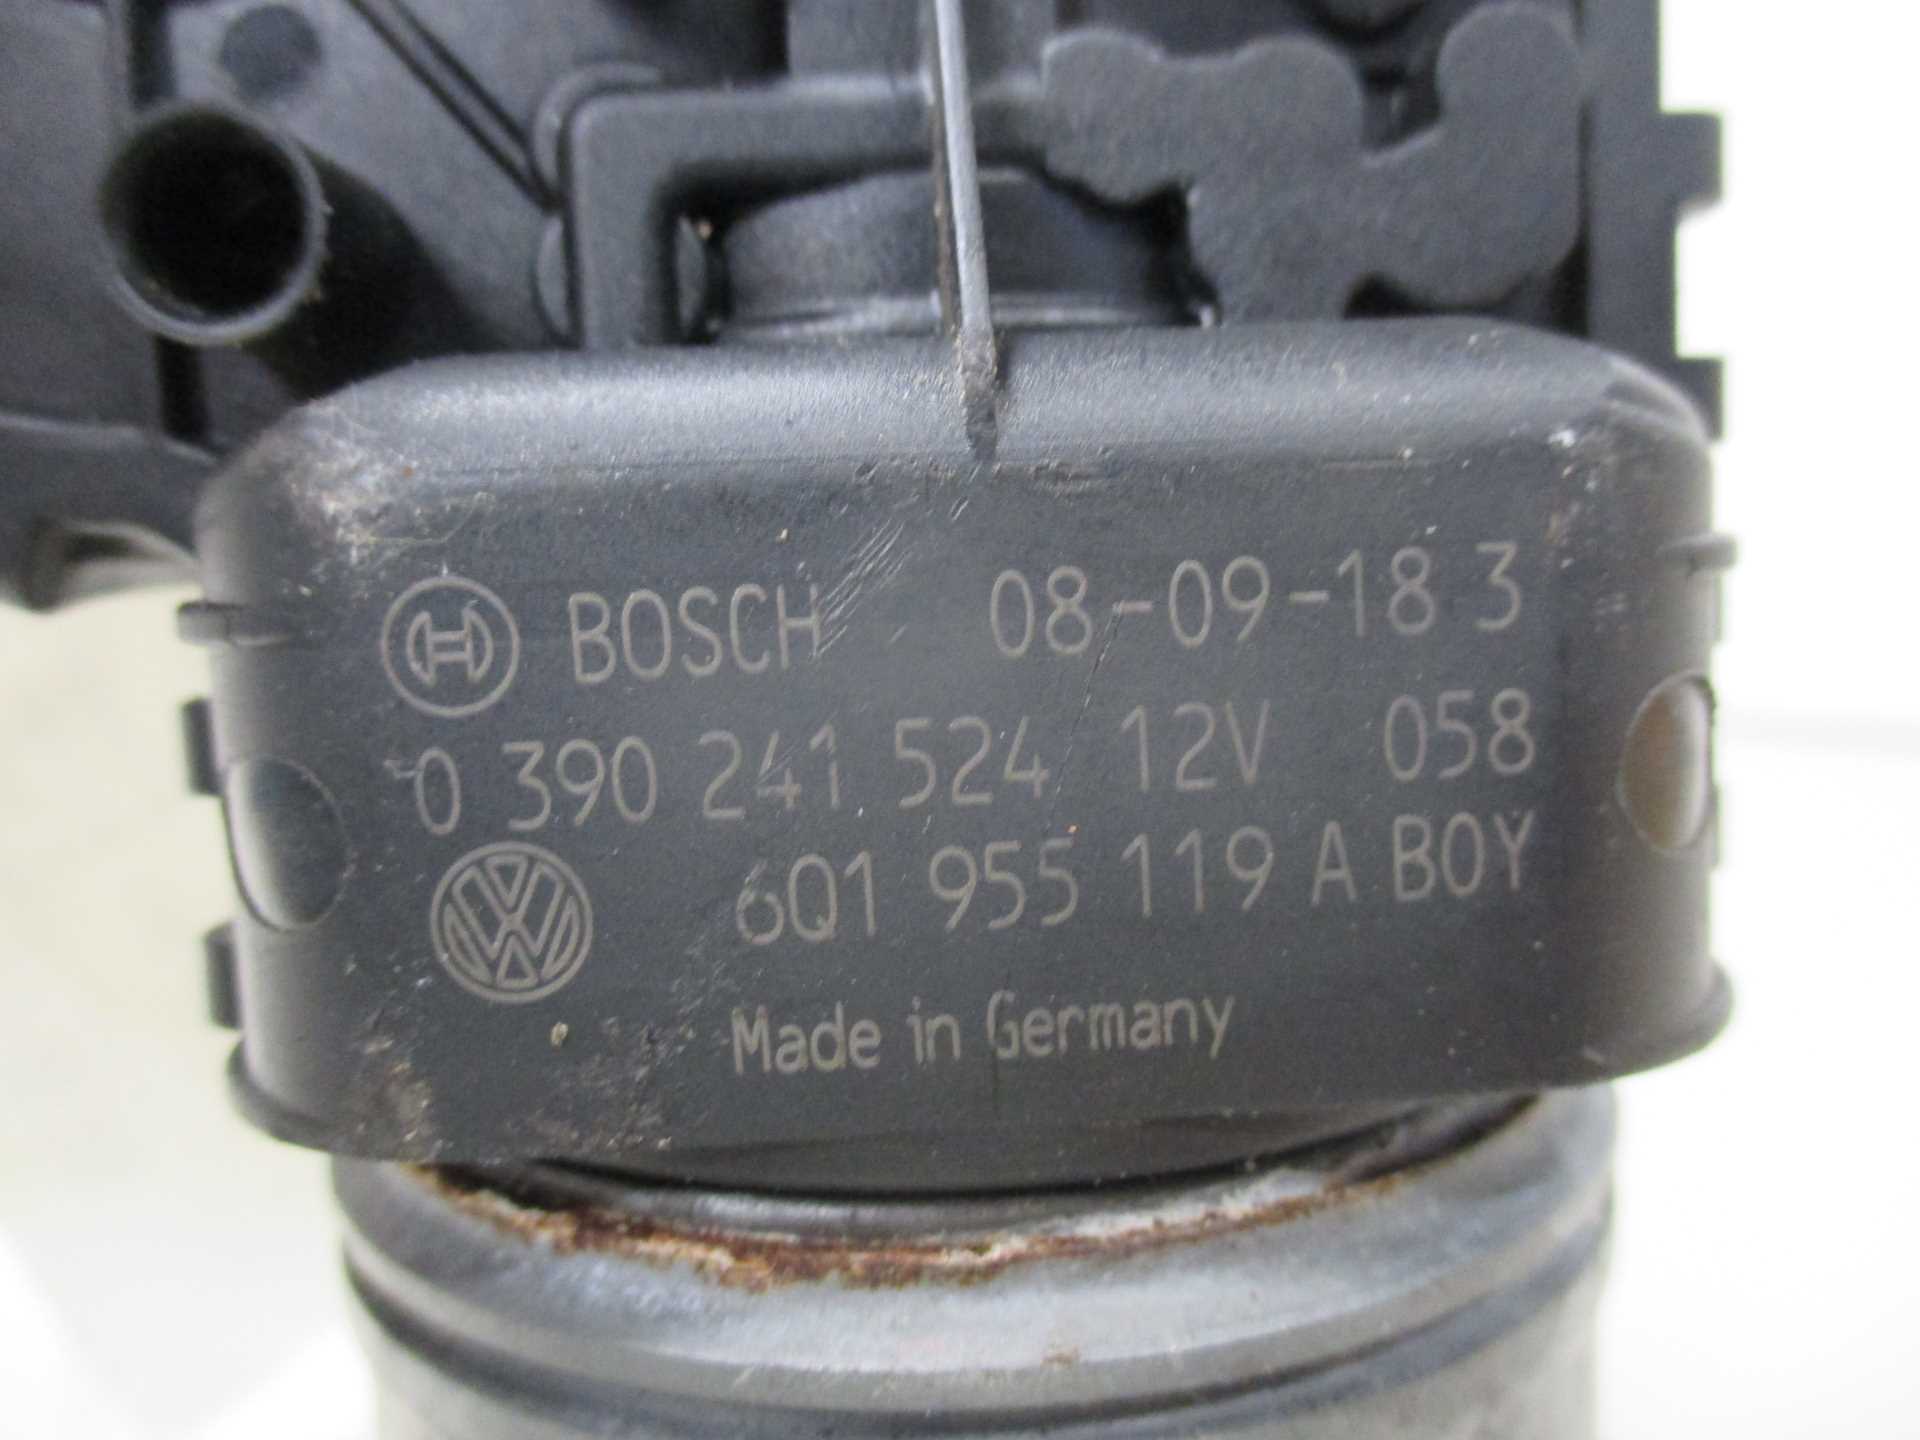 BOSCH 08-09-18 3
0 390 241 524 12V 058
6Q1 955 119 A BOY
Made in Germany